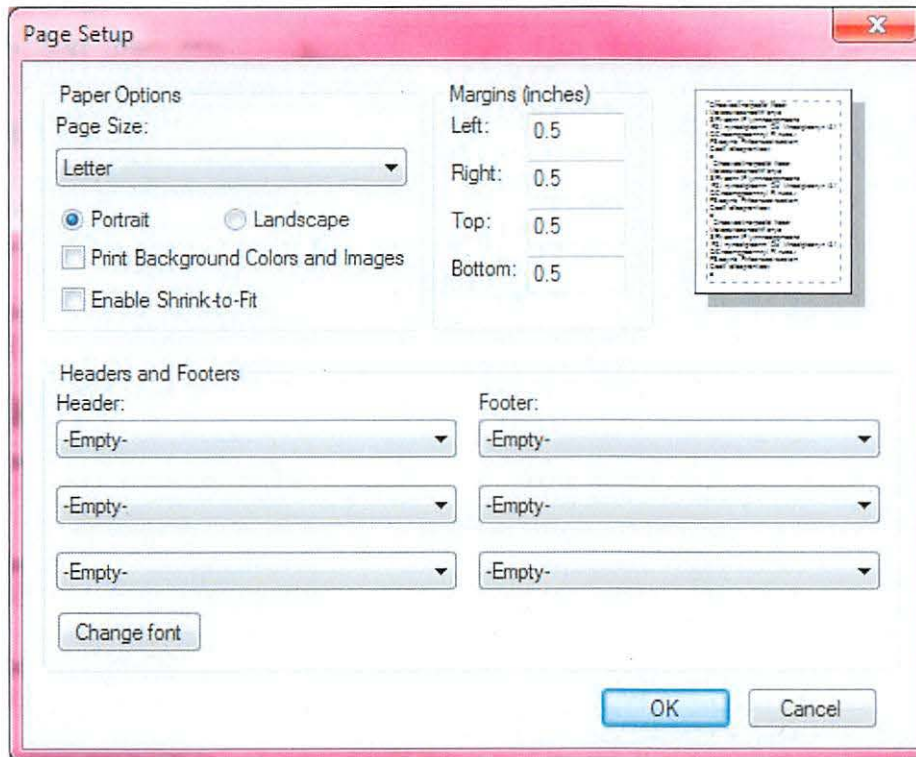 Page Setup
Paper Options
Page Size:
Letter
Portrait
Landscape
Print Background Colors and Images
Enable Shrink-to-Fit
Margins (inches)
Left: 0.5
Right: 0.5
Top: 0.5
Bottom: 0.5
Headers and Footers
Header:
-Empty-
-Empty-
-Empty-
Footer:
-Empty-
-Empty-
-Empty-
Change font
OK
Cancel